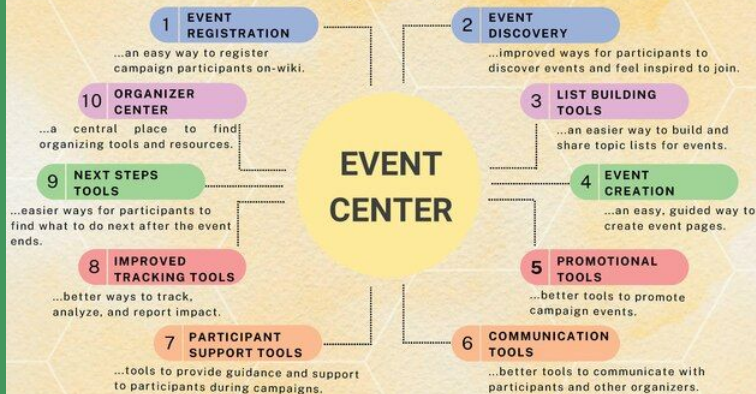 1 EVENT
REGISTRATION
...an easy way to register
campaign participants on-wiki.
2 EVENT
DISCOVERY
...improved ways for participants to
discover events and feel inspired to join.
10 ORGANIZER
CENTER
...a central place to find
organizing tools and resources.
3 LIST BUILDING
TOOLS
...an easier way to build and
share topic lists for events.
EVENT
CENTER
9 NEXT STEPS
TOOLS
...easier ways for participants to
find what to do next after the event
ends.
4 EVENT
CREATION
...an easy, guided way to
create event pages.
8 IMPROVED
TRACKING TOOLS
...better ways to track,
analyze, and report impact.
5 PROMOTIONAL
TOOLS
...better tools to promote
campaign events.
7 PARTICIPANT
SUPPORT TOOLS
...tools to provide guidance and support
to participants during campaigns.
6 COMMUNICATION
TOOLS
...better tools to communicate with
participants and other organizers.